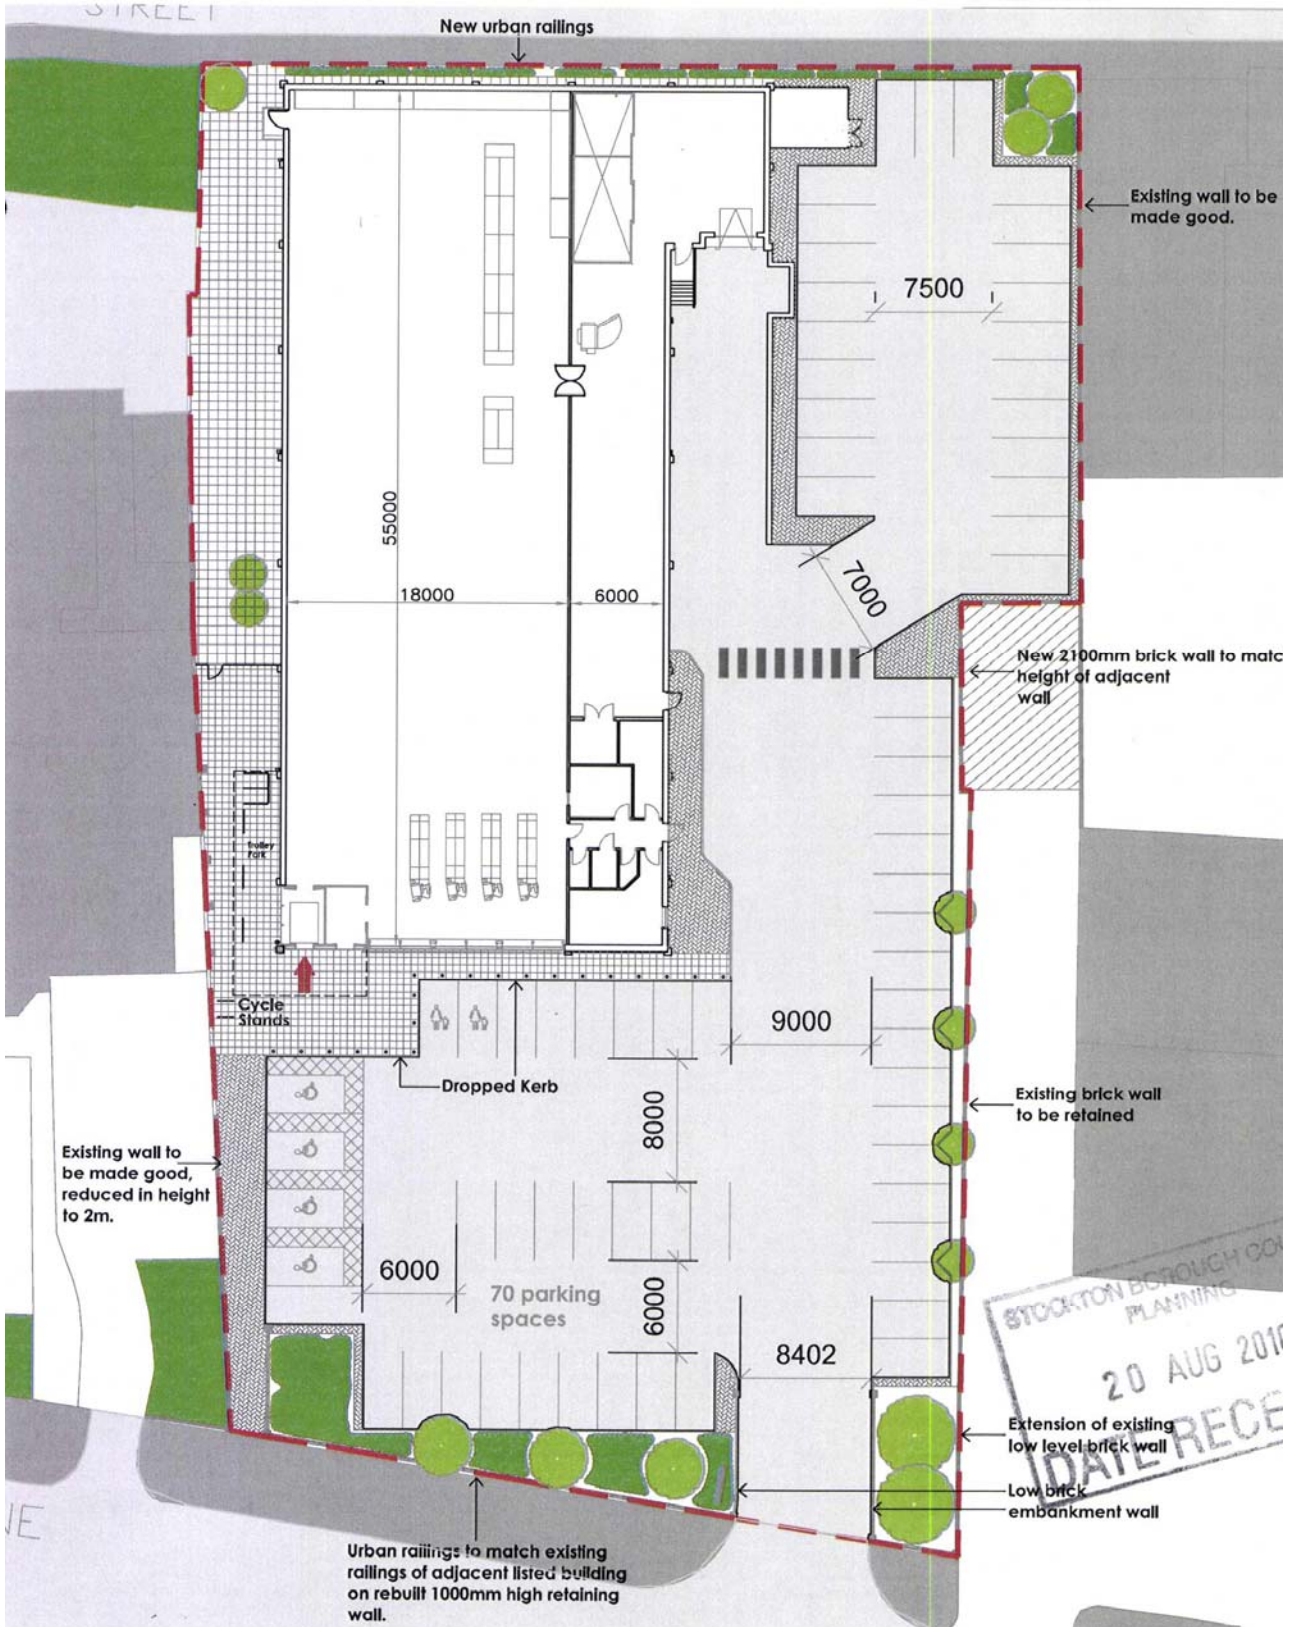 STREET
New urban railings
Existing wall to be
made good.
7500
55000
18000
6000
7000
New 2100mm brick wall to matc
height of adjacent
wall
Trolley
Park
Cycle
Stands
9000
Dropped Kerb
8000
Existing brick wall
to be retained
Existing wall to
be made good,
reduced in height
to 2m.
6000
70 parking
spaces
6000
8402
STOCKTON BOROUGH COU
PLANNING
20 AUG 2010
DATE RECE
Extension of existing
low level brick wall
Low brick
embankment wall
NE
Urban railings to match existing
railings of adjacent listed building
on rebuilt 1000mm high retaining
wall.